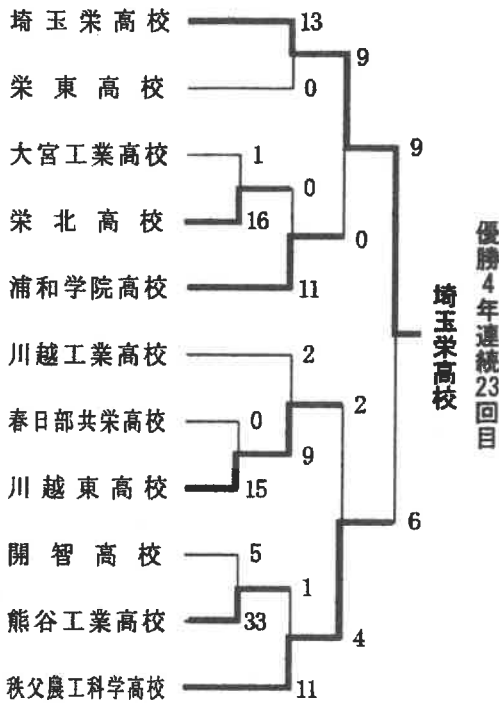 埼玉栄高校
13
9
栄東高校
0
9
大宮工業高校
1
0
栄北高校
16
0
浦和学院高校
11
埼玉栄高校
優勝4年連続23回目
川越工業高校
2
2
春日部共栄高校
0
9
川越東高校
15
6
開智高校
5
1
熊谷工業高校
33
4
秩父農工科学高校
11